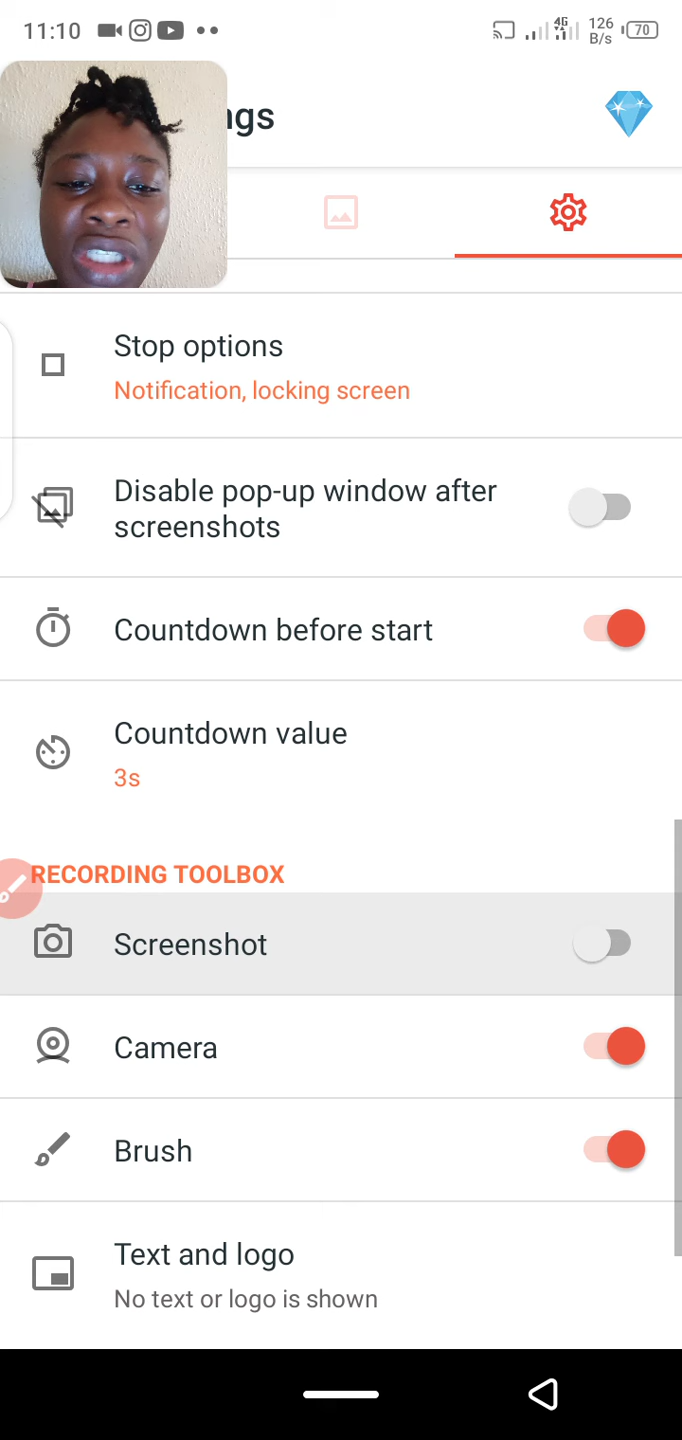 11:10
4G
126
B/s
70
ngs
Stop options
Notification, locking screen
Disable pop-up window after
screenshots
Countdown before start
Countdown value
3s
RECORDING TOOLBOX
Screenshot
Camera
Brush
Text and logo
No text or logo is shown